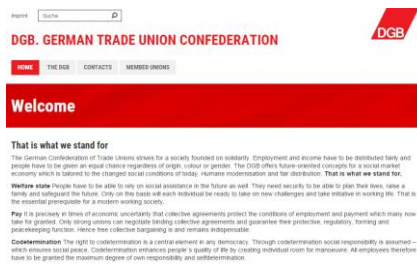 Imprint Suche
DGB
DGB. GERMAN TRADE UNION CONFEDERATION
HOME THE DGB CONTACTS MEMBER UNIONS
Welcome
That is what we stand for
The German Confederation of Trade Unions strives for a society founded on solidarity. Employment and income have to be distributed fairly and
people have to be given an equal chance regardless of origin, colour or gender. The DGB offers future-oriented concepts for a social market
economy which is tailored to the changed social conditions of today. Humane modernisation and fair distribution. That is what we stand for.
Welfare state People have to be able to rely on social assistance in the future as well. They need security to be able to plan their lives, raise a
family and safeguard the future. Only on this basis will each individual be ready to take on new challenges and take initiative in working life. That is
the essential prerequisite for a modern working society.
Pay It is precisely in times of economic uncertainty that collective agreements protect the conditions of employment and payment which many now
take for granted. Only strong unions can negotiate binding collective agreements and guarantee their protective, regulatory, forming and
peacekeeping function. Hence free collective bargaining is and remains indispensable.
Codetermination The right to codetermination is a central element in any democracy. Through codetermination social responsibility is assumed –
which ensures social peace. Codetermination enhances people´s quality of life by creating individual room for manoeuvre. All employees therefore
have to be granted the maximum degree of own responsibility and selfdetermination.